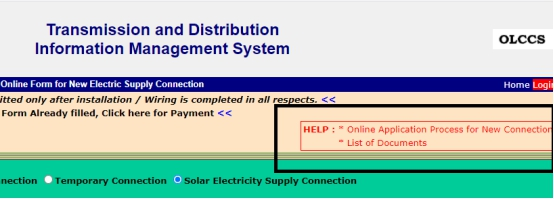 Transmission and Distribution
Information Management System
OLCCS
Online Form for New Electric Supply Connection
Home Login
itted only after installation / Wiring is completed in all respects. <<
Form Already filled, Click here for Payment <<
HELP : * Online Application Process for New Connection
* List of Documents
nection Temporary Connection Solar Electricity Supply Connection